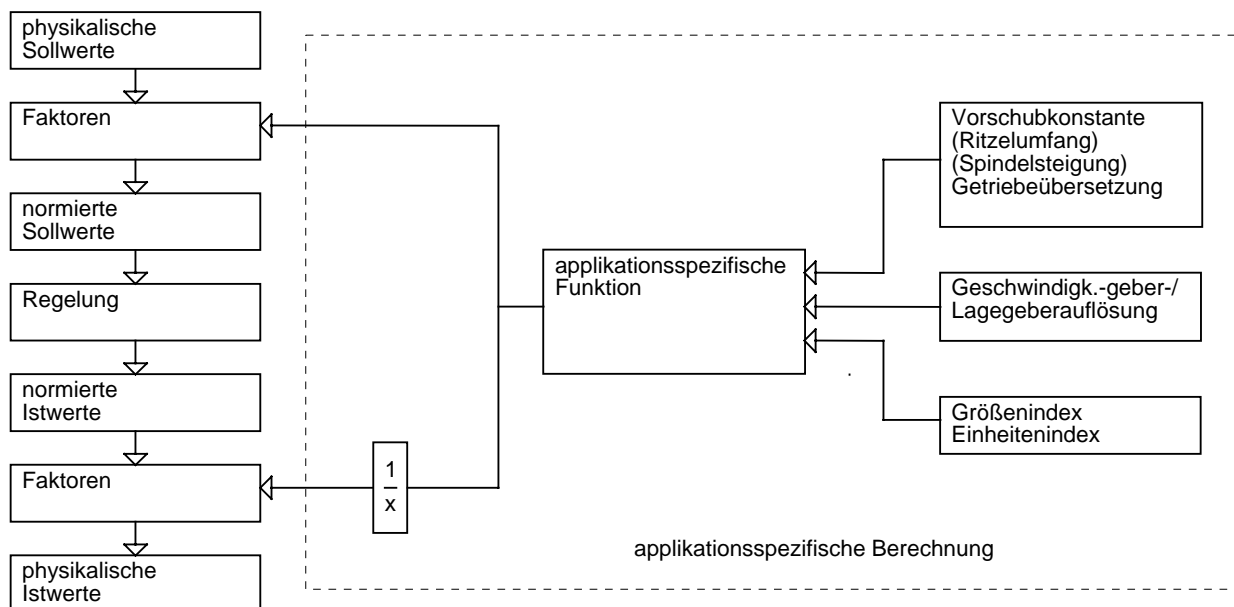 physikalische
Sollwerte
Faktoren
normierte
Sollwerte
Regelung
normierte
Istwerte
Faktoren
physikalische
Istwerte
1
x
applikationsspezifische
Funktion
Vorschubkonstante
(Ritzelumfang)
(Spindelsteigung)
Getriebeübersetzung
Geschwindigk.-geber-/
Lagegeberauflösung
Größenindex
Einheitenindex
applikationsspezifische Berechnung